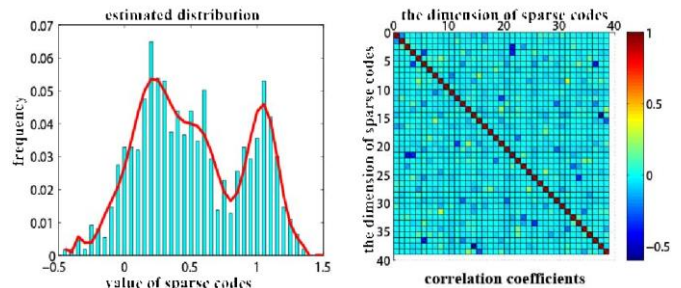 estimated distribution
0.07
0.06
0.05
0.04
0.03
0.02
0.01
0
frequency
-0.5 0 0.5 1 1.5
value of sparse codes
the dimension of sparse codes
0 10 20 30 40
0
5
10
15
20
25
30
35
40
the dimension of sparse codes
1
0.5
0
-0.5
correlation coefficients